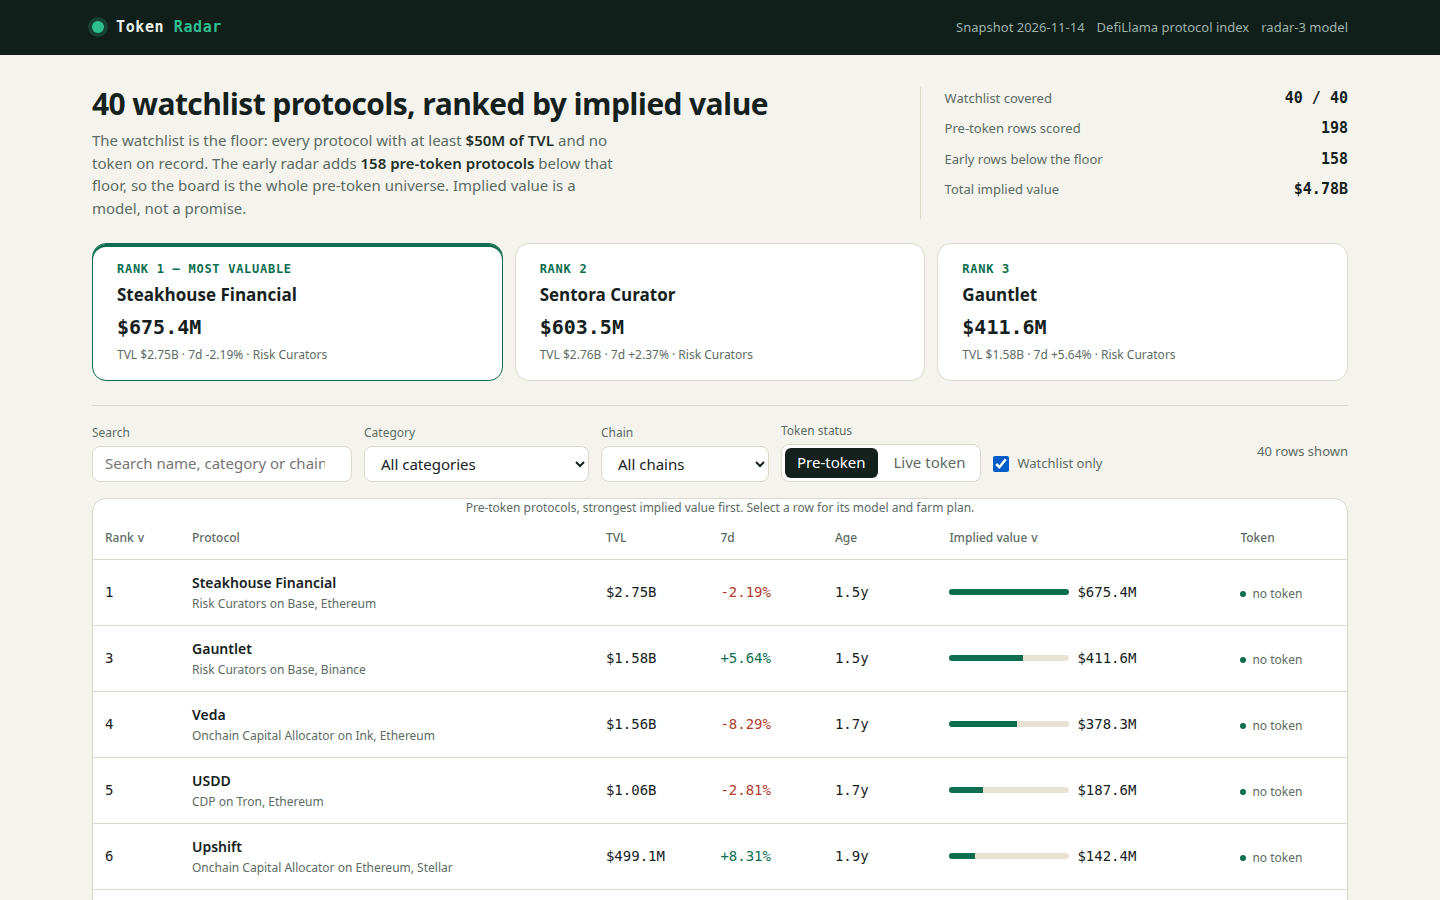 Token Radar
Snapshot 2026-11-14 DefiLlama protocol index radar-3 model
40 watchlist protocols, ranked by implied value
The watchlist is the floor: every protocol with at least $50M of TVL and no
token on record. The early radar adds 158 pre-token protocols below that
floor, so the board is the whole pre-token universe. Implied value is a
model, not a promise.
Watchlist covered 40 / 40
Pre-token rows scored 198
Early rows below the floor 158
Total implied value $4.78B
RANK 1 — MOST VALUABLE
Steakhouse Financial
$675.4M
TVL $2.75B · 7d -2.19% · Risk Curators
RANK 2
Sentora Curator
$603.5M
TVL $2.76B · 7d +2.37% · Risk Curators
RANK 3
Gauntlet
$411.6M
TVL $1.58B · 7d +5.64% · Risk Curators
Search
Search name, category or chain
Category
All categories
Chain
All chains
Token status
Pre-token Live token
Watchlist only
40 rows shown
Pre-token protocols, strongest implied value first. Select a row for its model and farm plan.
Rank v Protocol TVL 7d Age Implied value v Token
1 Steakhouse Financial $2.75B -2.19% 1.5y $675.4M no token
Risk Curators on Base, Ethereum
3 Gauntlet $1.58B +5.64% 1.5y $411.6M no token
Risk Curators on Base, Binance
4 Veda $1.56B -8.29% 1.7y $378.3M no token
Onchain Capital Allocator on Ink, Ethereum
5 USDD $1.06B -2.81% 1.7y $187.6M no token
CDP on Tron, Ethereum
6 Upshift $499.1M +8.31% 1.9y $142.4M no token
Onchain Capital Allocator on Ethereum, Stellar